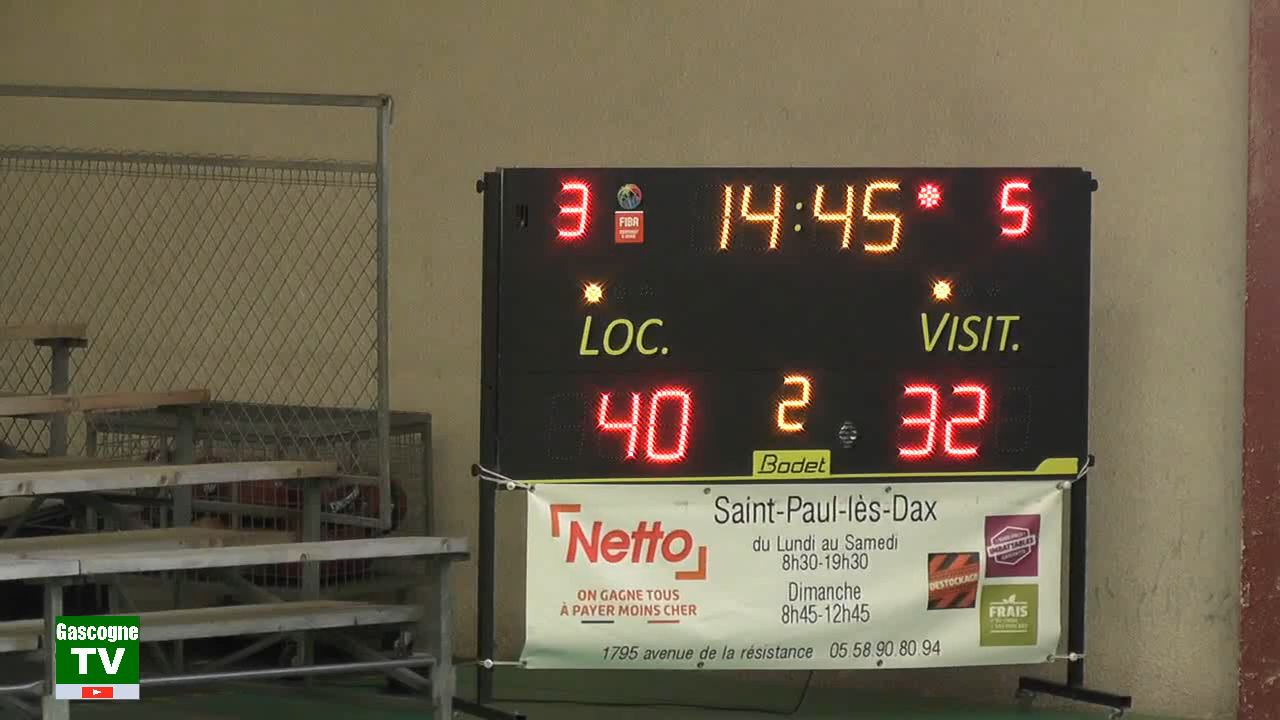 3
FIBA
14:45
5
LOC.
VISIT.
40
2
32
Bodet
Netto
ON GAGNE TOUS
À PAYER MOINS CHER
Saint-Paul-lès-Dax
du Lundi au Samedi
8h30-19h30
Dimanche
8h45-12h45
DESTOCKAGE
FRAIS
1795 avenue de la résistance 05 58 90 80 94
Gascogne
TV